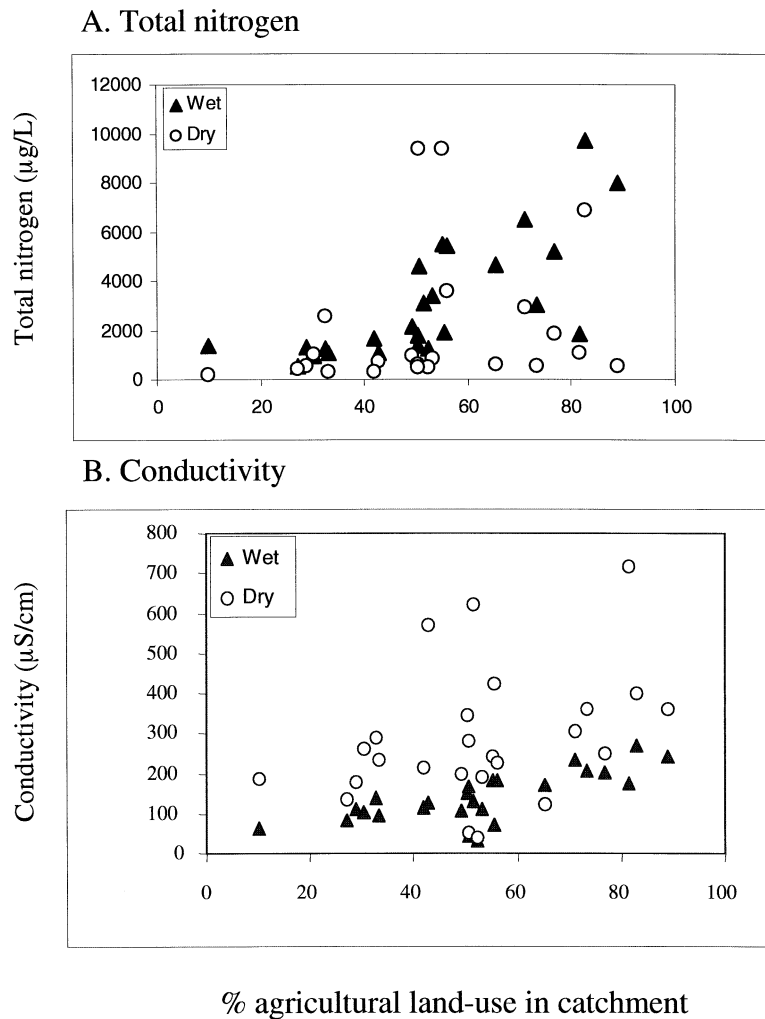 A. Total nitrogen
Total nitrogen (µg/L)
12000
10000
8000
6000
4000
2000
0
Wet
Dry
0 20 40 60 80 100
B. Conductivity
Conductivity (µS/cm)
800
700
600
500
400
300
200
100
0
Wet
Dry
0 20 40 60 80 100
% agricultural land-use in catchment